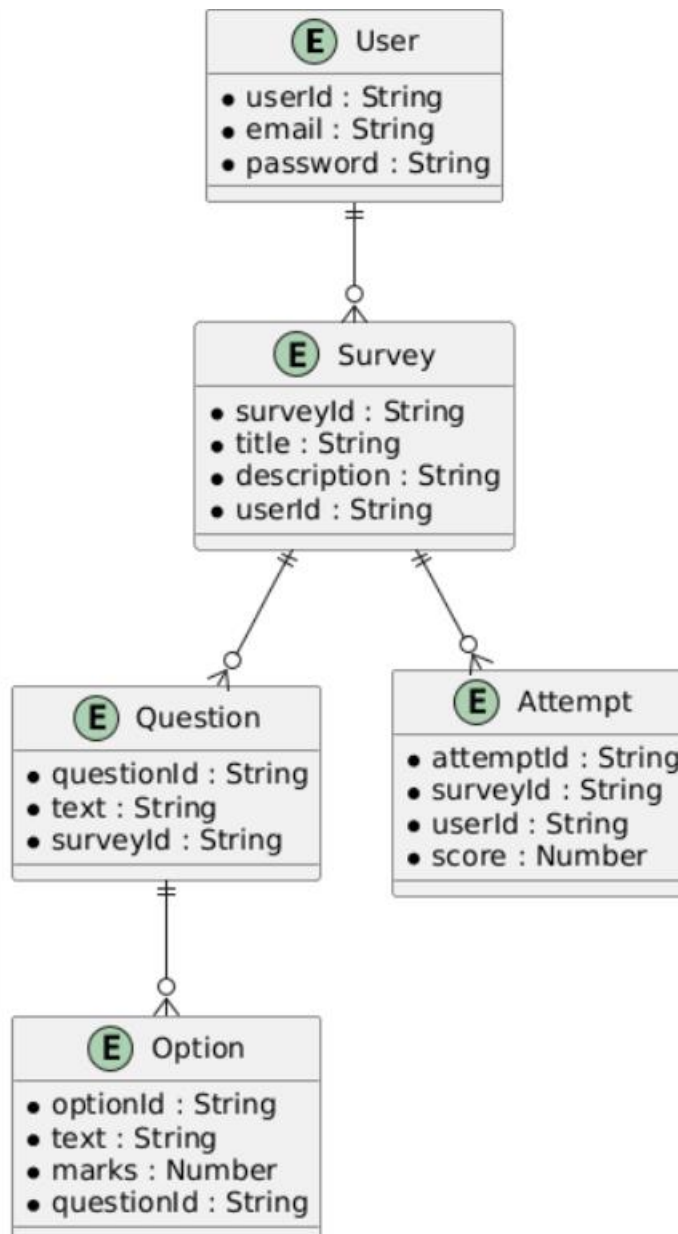 E User
userId : String
email : String
password : String
E Survey
surveyId : String
title : String
description : String
userId : String
E Question
questionId : String
text : String
surveyId : String
E Attempt
attemptId : String
surveyId : String
userId : String
score : Number
E Option
optionId : String
text : String
marks : Number
questionId : String